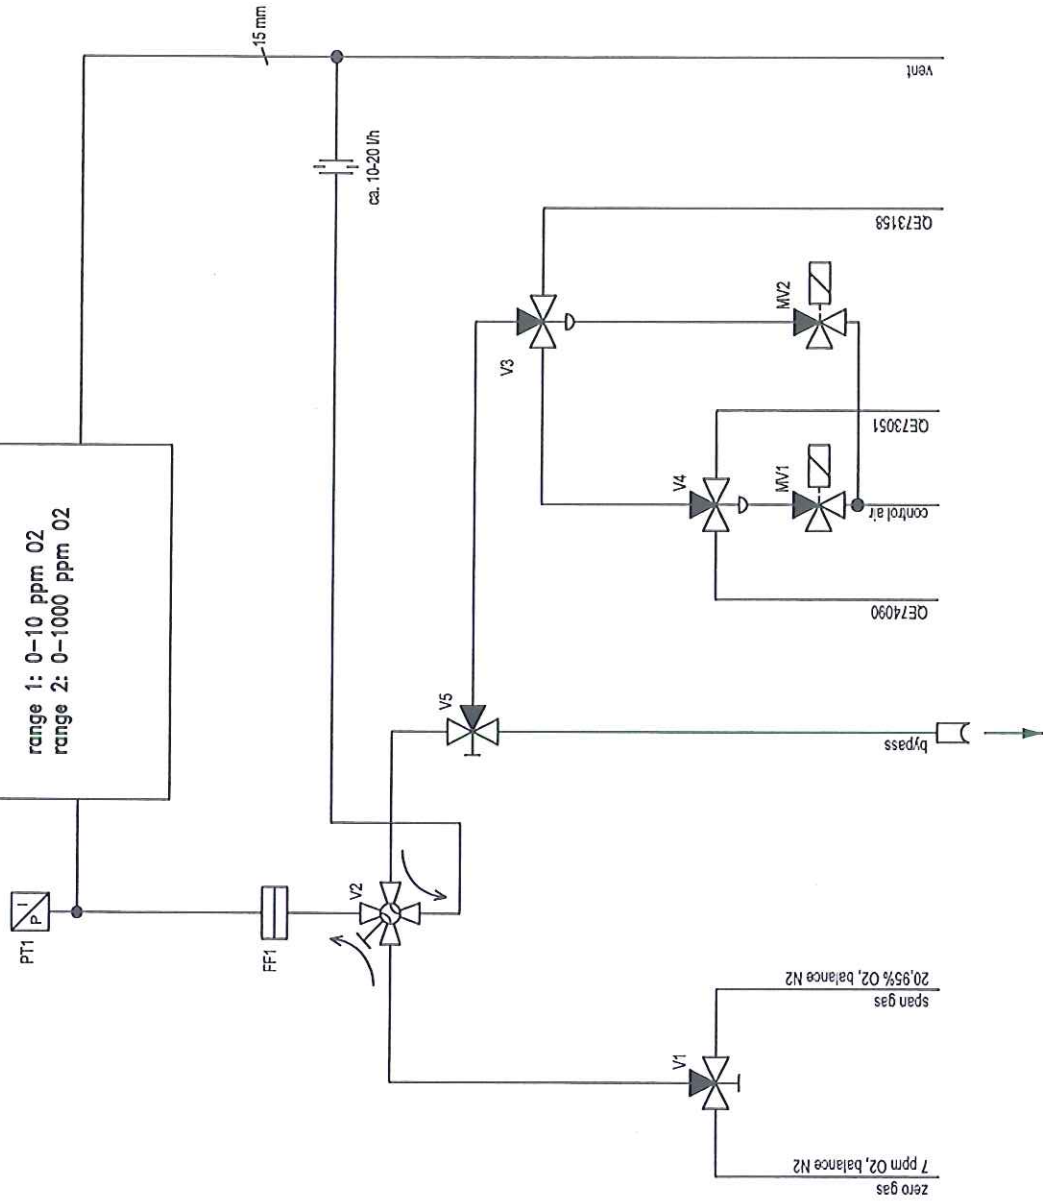 15 mm
vent
ca. 10-20 l/h
QE73158
MV2
V3
QE73051
V4
MV1
control air
QE74090
range 1: 0-10 ppm O2
range 2: 0-1000 ppm O2
V5
bypass
V2
I
P
PT1
FF1
20,95% O2, balance N2
span gas
V1
7 ppm O2, balance N2
zero gas